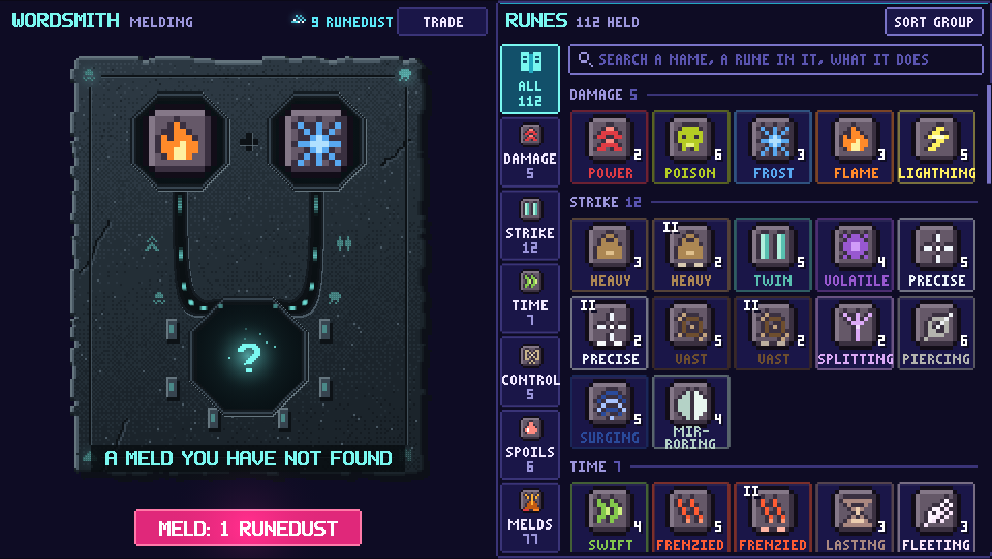 WORDSMITH MELDING
9 RUNEDUST
TRADE
?
A MELD YOU HAVE NOT FOUND
MELD: 1 RUNEDUST
RUNES 112 HELD
SORT GROUP
SEARCH A NAME, A RUNE IN IT, WHAT IT DOES
ALL
112
DAMAGE
5
STRIKE
12
TIME
7
CONTROL
5
SPOILS
6
MELDS
77
DAMAGE 5
2 6 3 3 5
POWER POISON FROST FLAME LIGHTNING
STRIKE 12
II
3 2 5 4 5
HEAVY HEAVY TWIN VOLATILE PRECISE
II II
2 5 2 2 6
PRECISE VAST VAST SPLITTING PIERCING
5 4
SURGING MIR-
RORING
TIME 7
II
4 5 2 3 3
SWIFT FRENZIED FRENZIED LASTING FLEETING